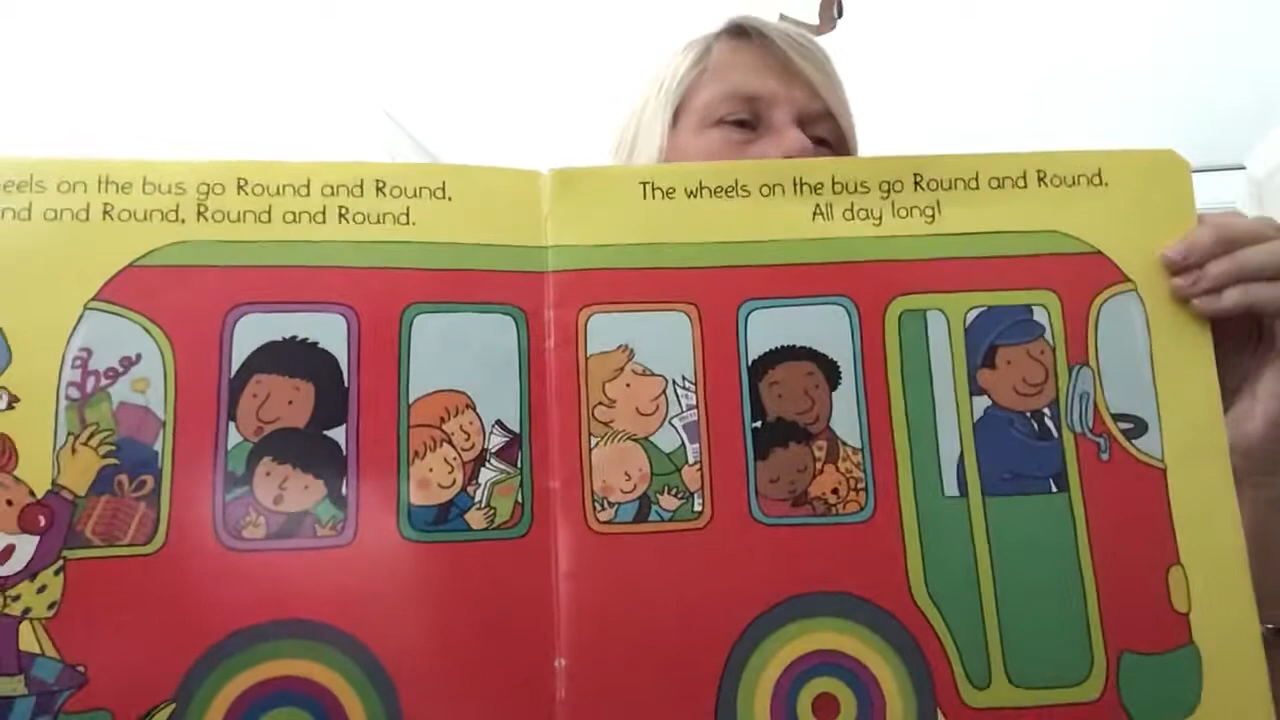 eels on the bus go Round and Round,
nd and Round, Round and Round.
The wheels on the bus go Round and Round,
All day long!